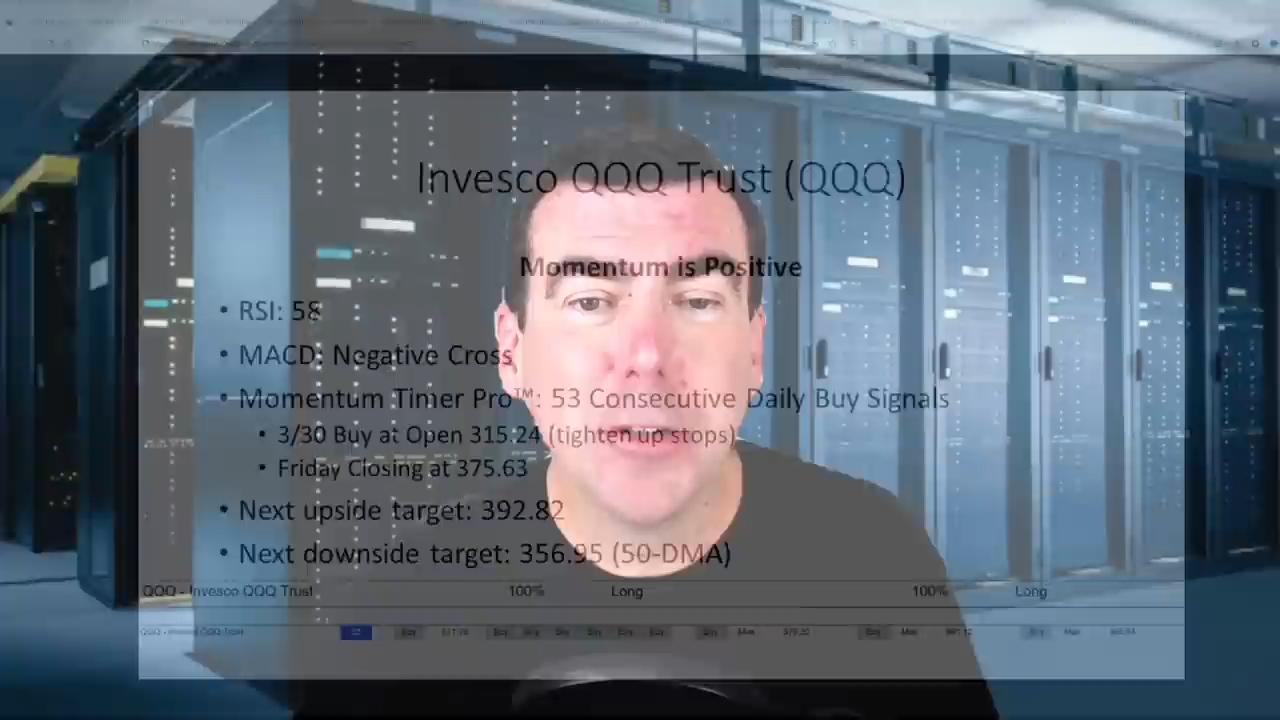 Invesco QQQ Trust (QQQ)
Momentum is Positive
• RSI: 58
• MACD: Negative Cross
• Momentum Timer Pro™: 53 Consecutive Daily Buy Signals
• 3/30 Buy at Open 315.24 (tighten up stops)
• Friday Closing at 375.63
• Next upside target: 392.82
• Next downside target: 356.95 (50-DMA)
QQQ - Invesco QQQ Trust 100% Long 100% Long